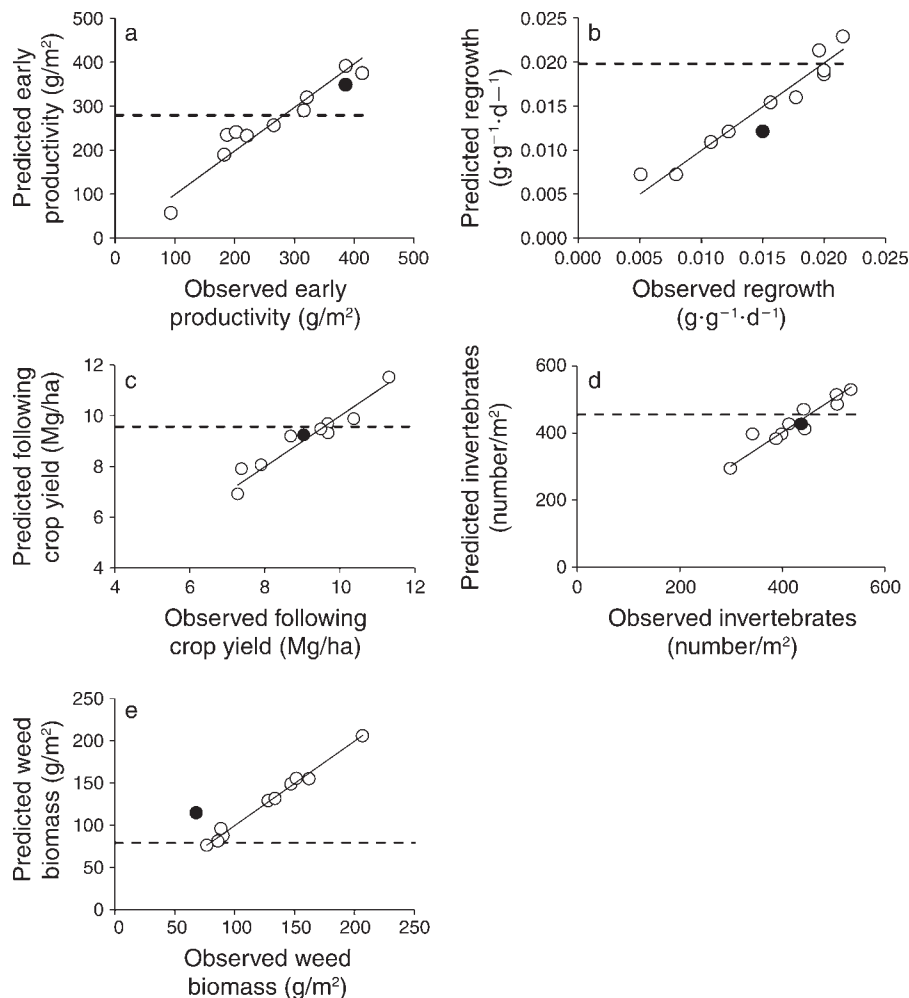 a
Predicted early
productivity (g/m²)
500
400
300
200
100
0
0 100 200 300 400 500
Observed early
productivity (g/m²)
b
Predicted regrowth
(g·g⁻¹·d⁻¹)
0.025
0.020
0.015
0.010
0.005
0.000
0.000 0.005 0.010 0.015 0.020 0.025
Observed regrowth
(g·g⁻¹·d⁻¹)
c
Predicted following
crop yield (Mg/ha)
12
10
8
6
4
4 6 8 10 12
Observed following
crop yield (Mg/ha)
d
Predicted invertebrates
(number/m²)
600
400
200
0
0 200 400 600
Observed invertebrates
(number/m²)
e
Predicted weed
biomass (g/m²)
250
200
150
100
50
0
0 50 100 150 200 250
Observed weed
biomass (g/m²)